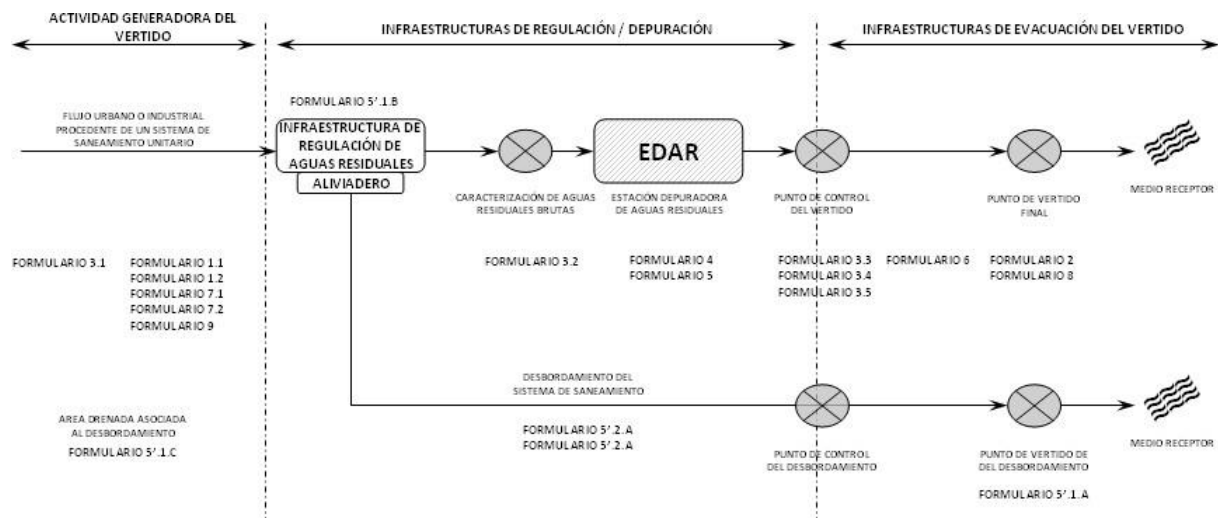 ACTIVIDAD GENERADORA DEL
VERTIDO
INFRAESTRUCTURAS DE REGULACIÓN / DEPURACIÓN
INFRAESTRUCTURAS DE EVACUACIÓN DEL VERTIDO
FLUJO URBANO O INDUSTRIAL
PROCEDENTE DE UN SISTEMA DE
SANEAMIENTO UNITARIO
FORMULARIO 5'.1.B
INFRAESTRUCTURA DE
REGULACIÓN DE
AGUAS RESIDUALES
ALIVIADERO
CARACTERIZACIÓN DE AGUAS
RESIDUALES BRUTAS
EDAR
ESTACIÓN DEPURADORA
DE AGUAS RESIDUALES
PUNTO DE CONTROL
DEL VERTIDO
PUNTO DE VERTIDO
FINAL
MEDIO RECEPTOR
FORMULARIO 3.1
FORMULARIO 1.1
FORMULARIO 1.2
FORMULARIO 7.1
FORMULARIO 7.2
FORMULARIO 9
FORMULARIO 3.2
FORMULARIO 4
FORMULARIO 5
FORMULARIO 3.3
FORMULARIO 3.4
FORMULARIO 3.5
FORMULARIO 6
FORMULARIO 2
FORMULARIO 8
AREA DRENADA ASOCIADA
AL DESBORDAMIENTO
FORMULARIO 5'.1.C
DESBORDAMIENTO DEL
SISTEMA DE SANEAMIENTO
FORMULARIO 5'.2.A
FORMULARIO 5'.2.A
PUNTO DE CONTROL
DEL DESBORDAMIENTO
PUNTO DE VERTIDO DE
DEL DESBORDAMIENTO
FORMULARIO 5'.1.A
MEDIO RECEPTOR